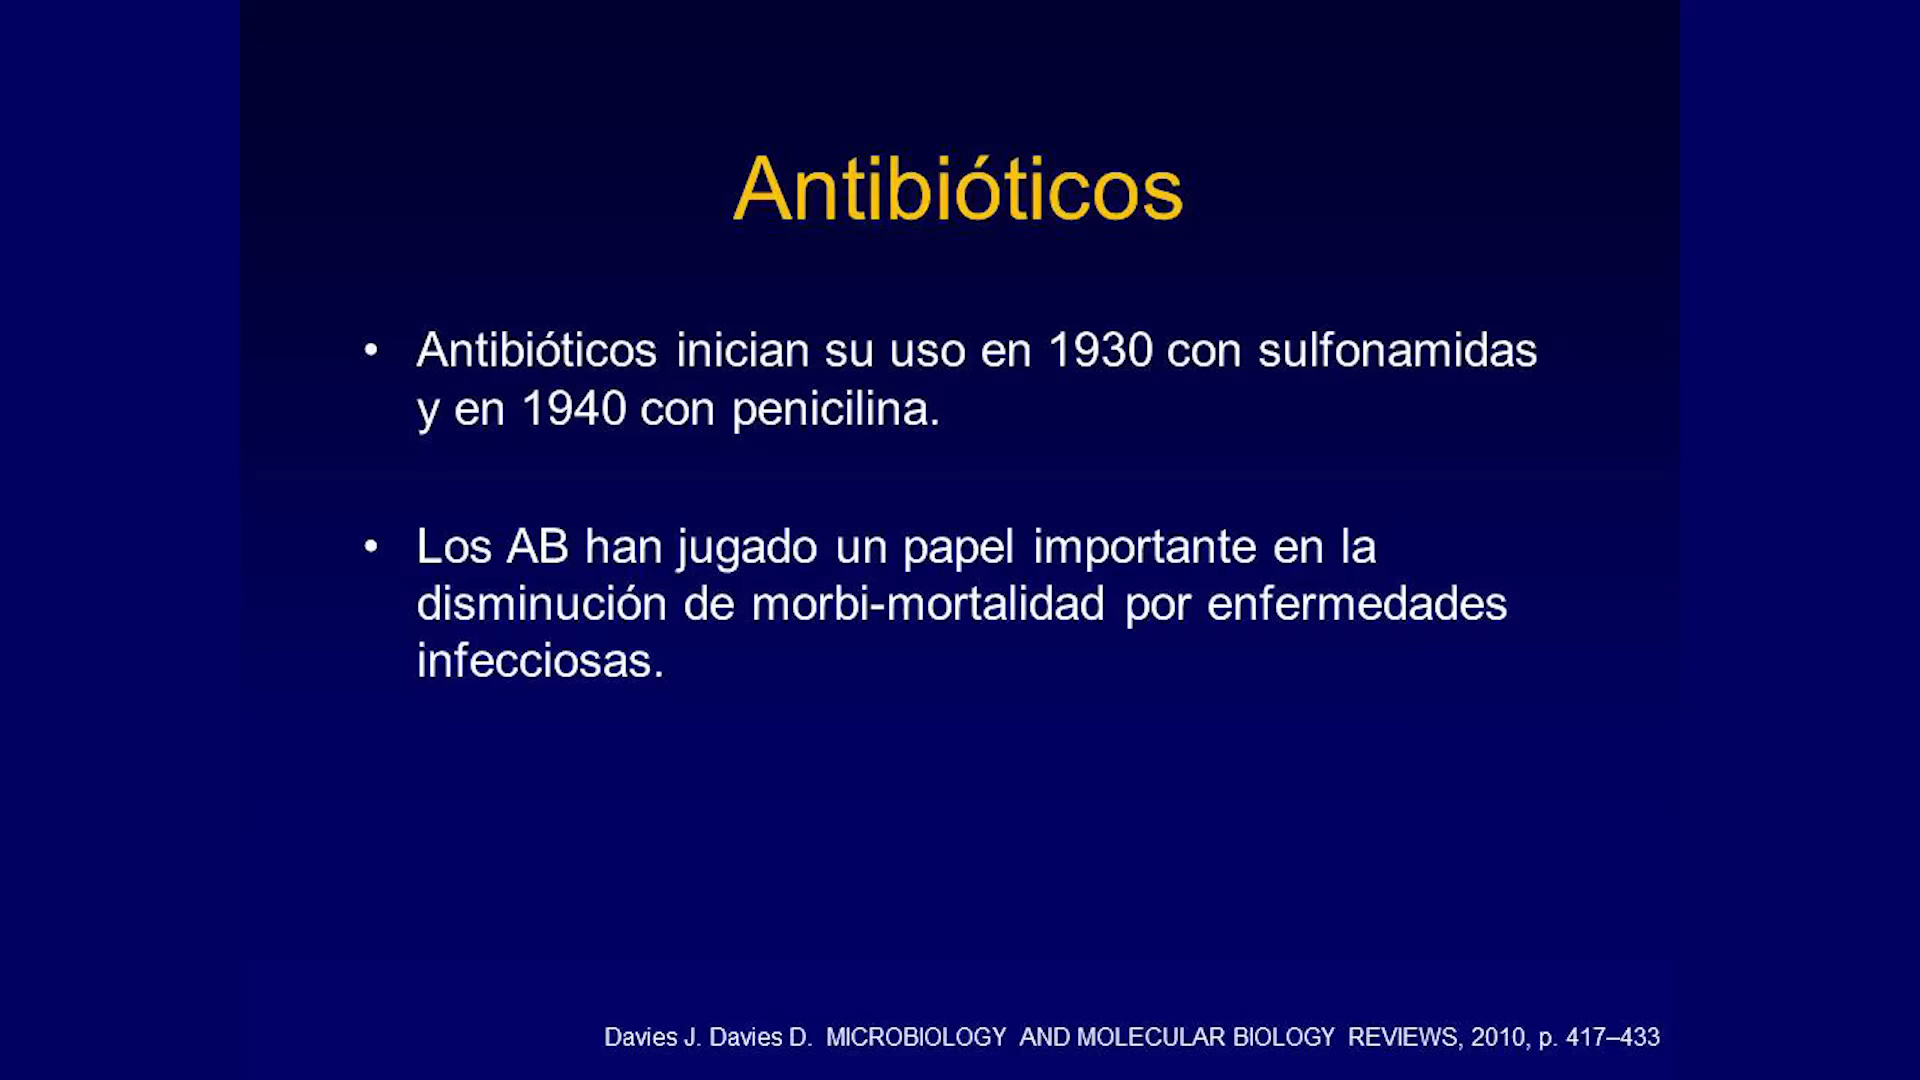 Antibióticos
• Antibióticos inician su uso en 1930 con sulfonamidas
y en 1940 con penicilina.
• Los AB han jugado un papel importante en la
disminución de morbi-mortalidad por enfermedades
infecciosas.
Davies J. Davies D. MICROBIOLOGY AND MOLECULAR BIOLOGY REVIEWS, 2010, p. 417–433